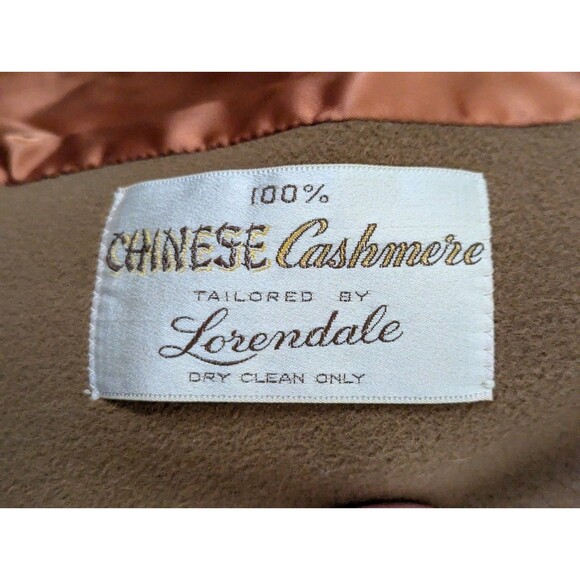 100%
CHINESE Cashmere
TAILORED BY
Lorendale
DRY CLEAN ONLY